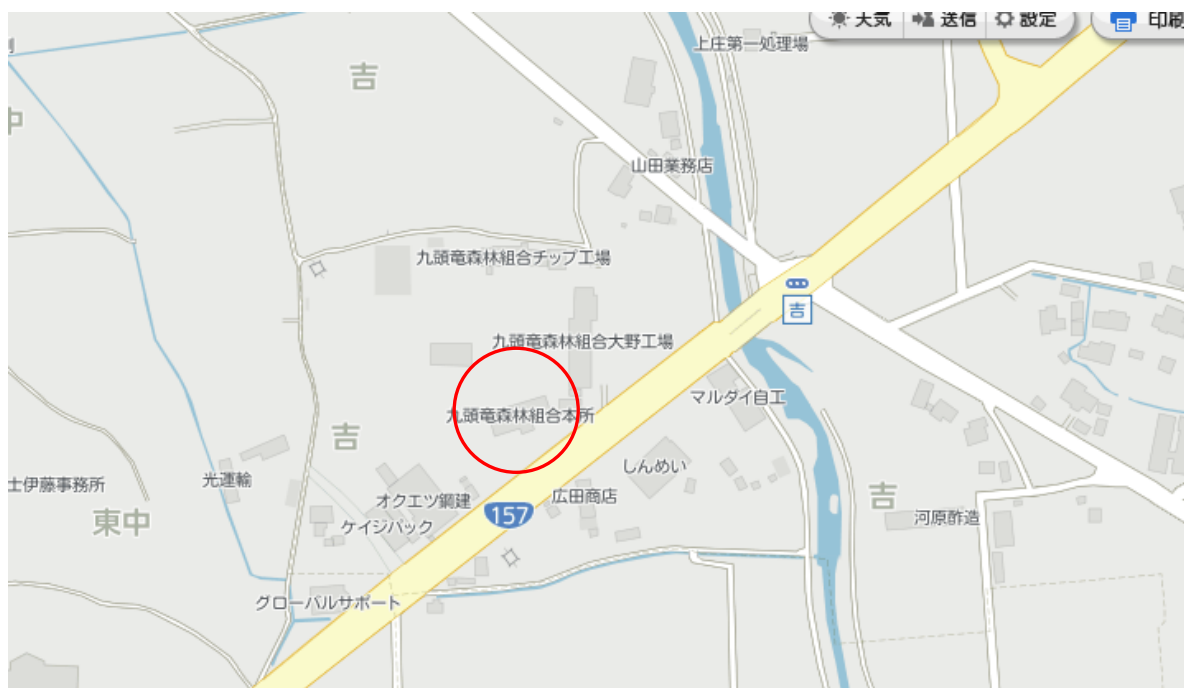 天気 送信 設定 印刷
上庄第一処理場
吉
中
山田業務店
九頭竜森林組合チップ工場
吉
九頭竜森林組合大野工場
マルダイ自工
九頭竜森林組合本所
吉
しんめい
光運輸
士伊藤事務所
オクエツ鋼建
広田商店
吉
東中
157
ケイジパック
河原酢造
グローバルサポート